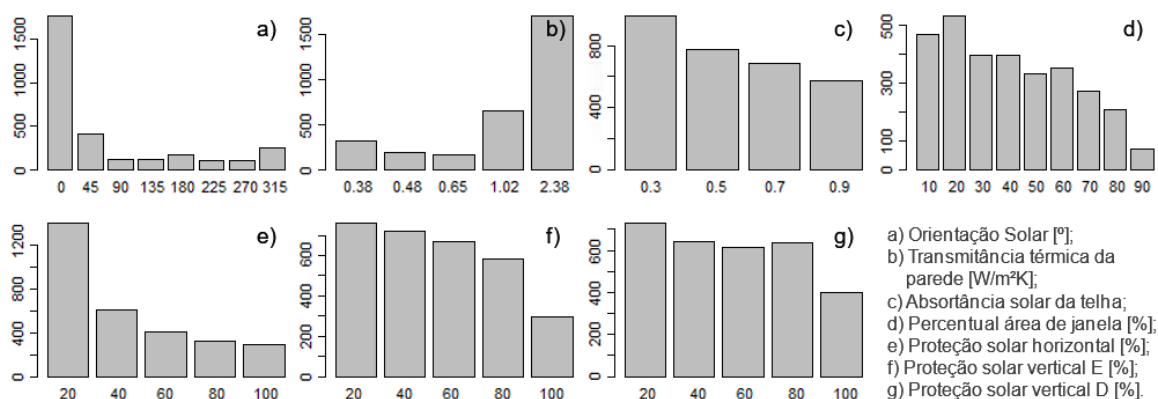 1500
1000
500
0
a)
0 45 90 135 180 225 270 315
1500
1000
500
0
b)
0.38 0.48 0.65 1.02 2.38
800
400
0
c)
0.3 0.5 0.7 0.9
500
300
100
0
d)
10 20 30 40 50 60 70 80 90
1200
800
400
0
e)
20 40 60 80 100
600
400
200
0
f)
20 40 60 80 100
600
400
200
0
g)
20 40 60 80 100
a) Orientação Solar [º];
b) Transmitância térmica da
parede [W/m²K];
c) Absortância solar da telha;
d) Percentual área de janela [%];
e) Proteção solar horizontal [%];
f) Proteção solar vertical E [%];
g) Proteção solar vertical D [%].